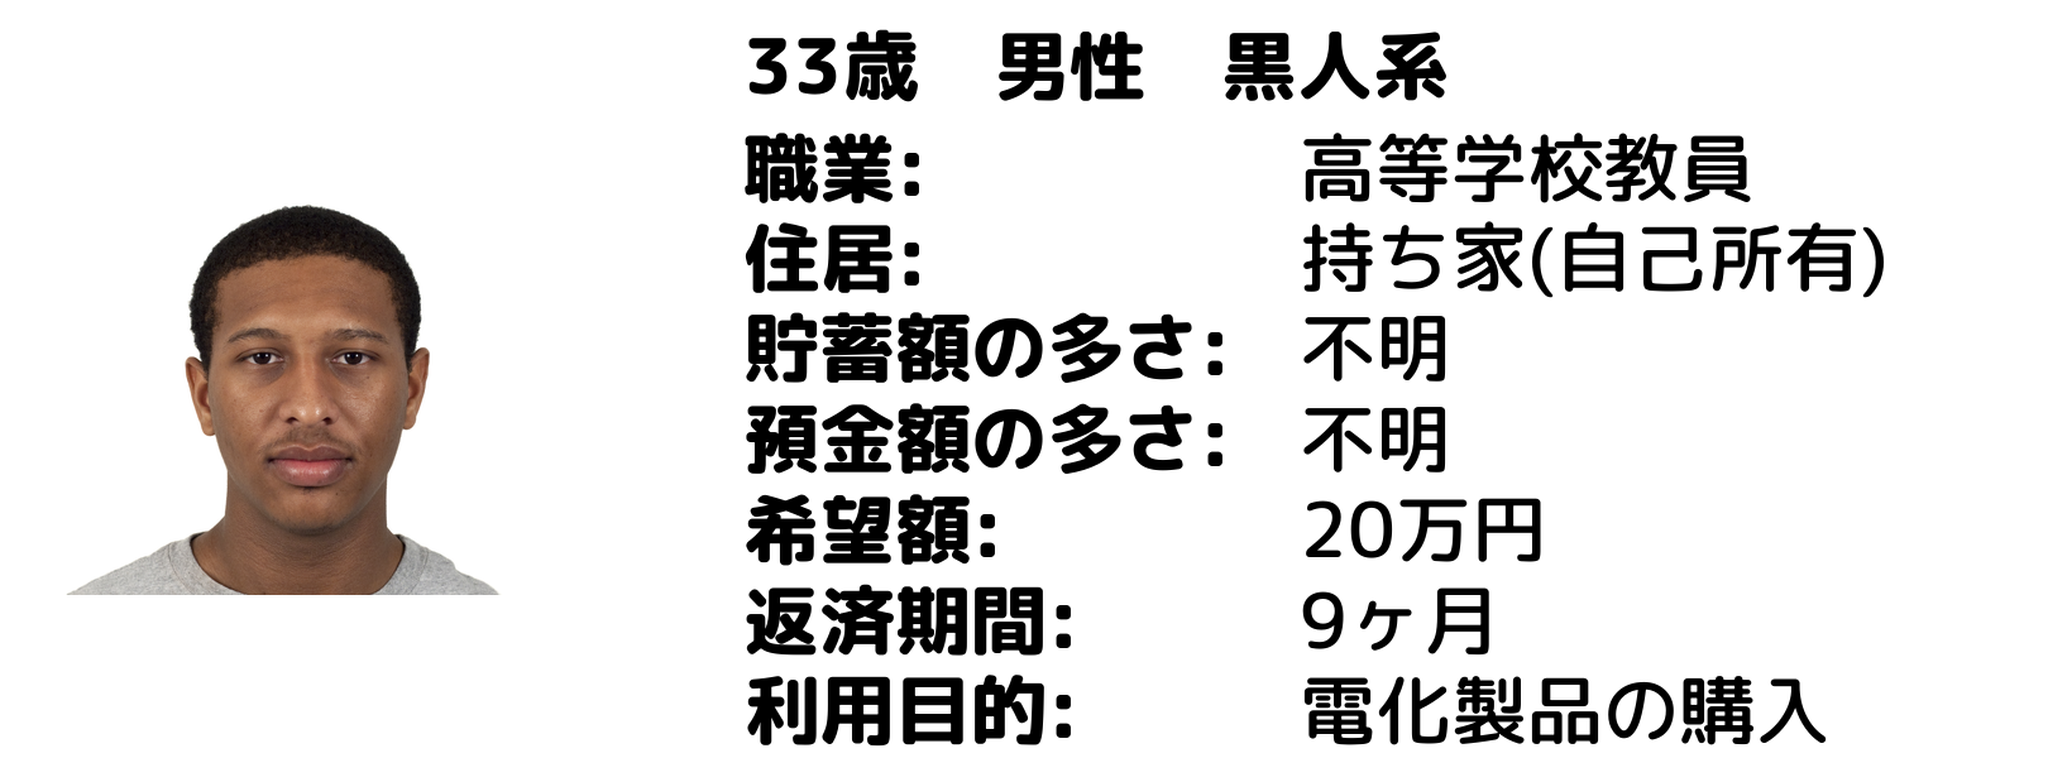 33歳　男性　黒人系
職業: 高等学校教員
住居: 持ち家(自己所有)
貯蓄額の多さ: 不明
預金額の多さ: 不明
希望額: 20万円
返済期間: 9ヶ月
利用目的: 電化製品の購入